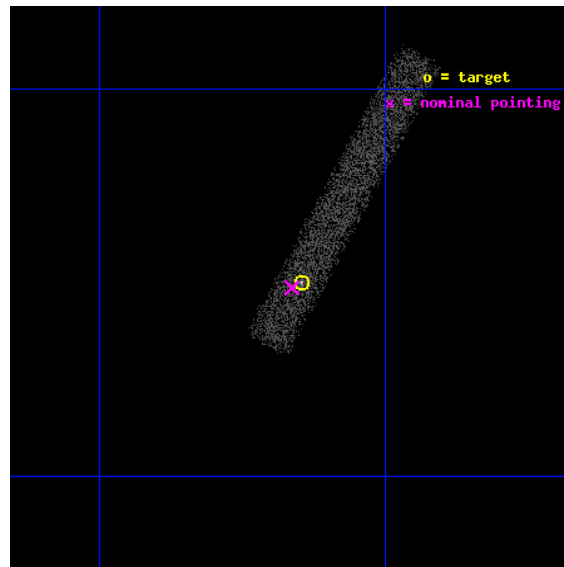 o = target
x = nominal pointing